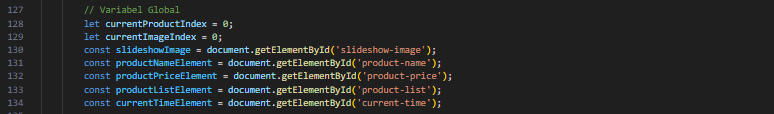 127 // Variabel Global
128 let currentProductIndex = 0;
129 let currentImageIndex = 0;
130 const slideshowImage = document.getElementById('slideshow-image');
131 const productNameElement = document.getElementById('product-name');
132 const productPriceElement = document.getElementById('product-price');
133 const productListElement = document.getElementById('product-list');
134 const currentTimeElement = document.getElementById('current-time');